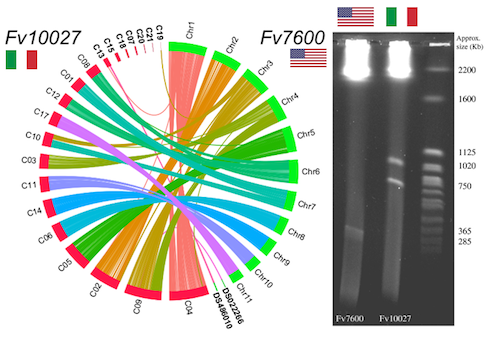 Fv10027
Fv7600
C19
C21
C20
C07
C18
C15
C13
C08
C01
C12
C17
C10
C03
C11
C14
C06
C05
C02
C09
C04
Chr1
Chr2
Chr3
Chr4
Chr5
Chr6
Chr7
Chr8
Chr9
Chr10
Chr11
DS022266
DS486010
Approx.
size (Kb)
2200
1600
1125
1020
750
365
285
Fv7600 Fv10027